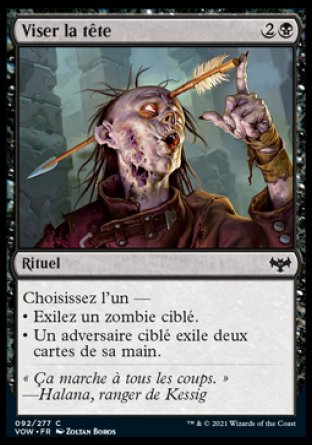 Viser la tête 2
Rituel
Choisissez l'un —
• Exilez un zombie ciblé.
• Un adversaire ciblé exile deux
cartes de sa main.
« Ça marche à tous les coups. »
—Halana, ranger de Kessig
092/277 C
VOW • FR Zoltan Boros
™ & © 2021 Wizards of the Coast